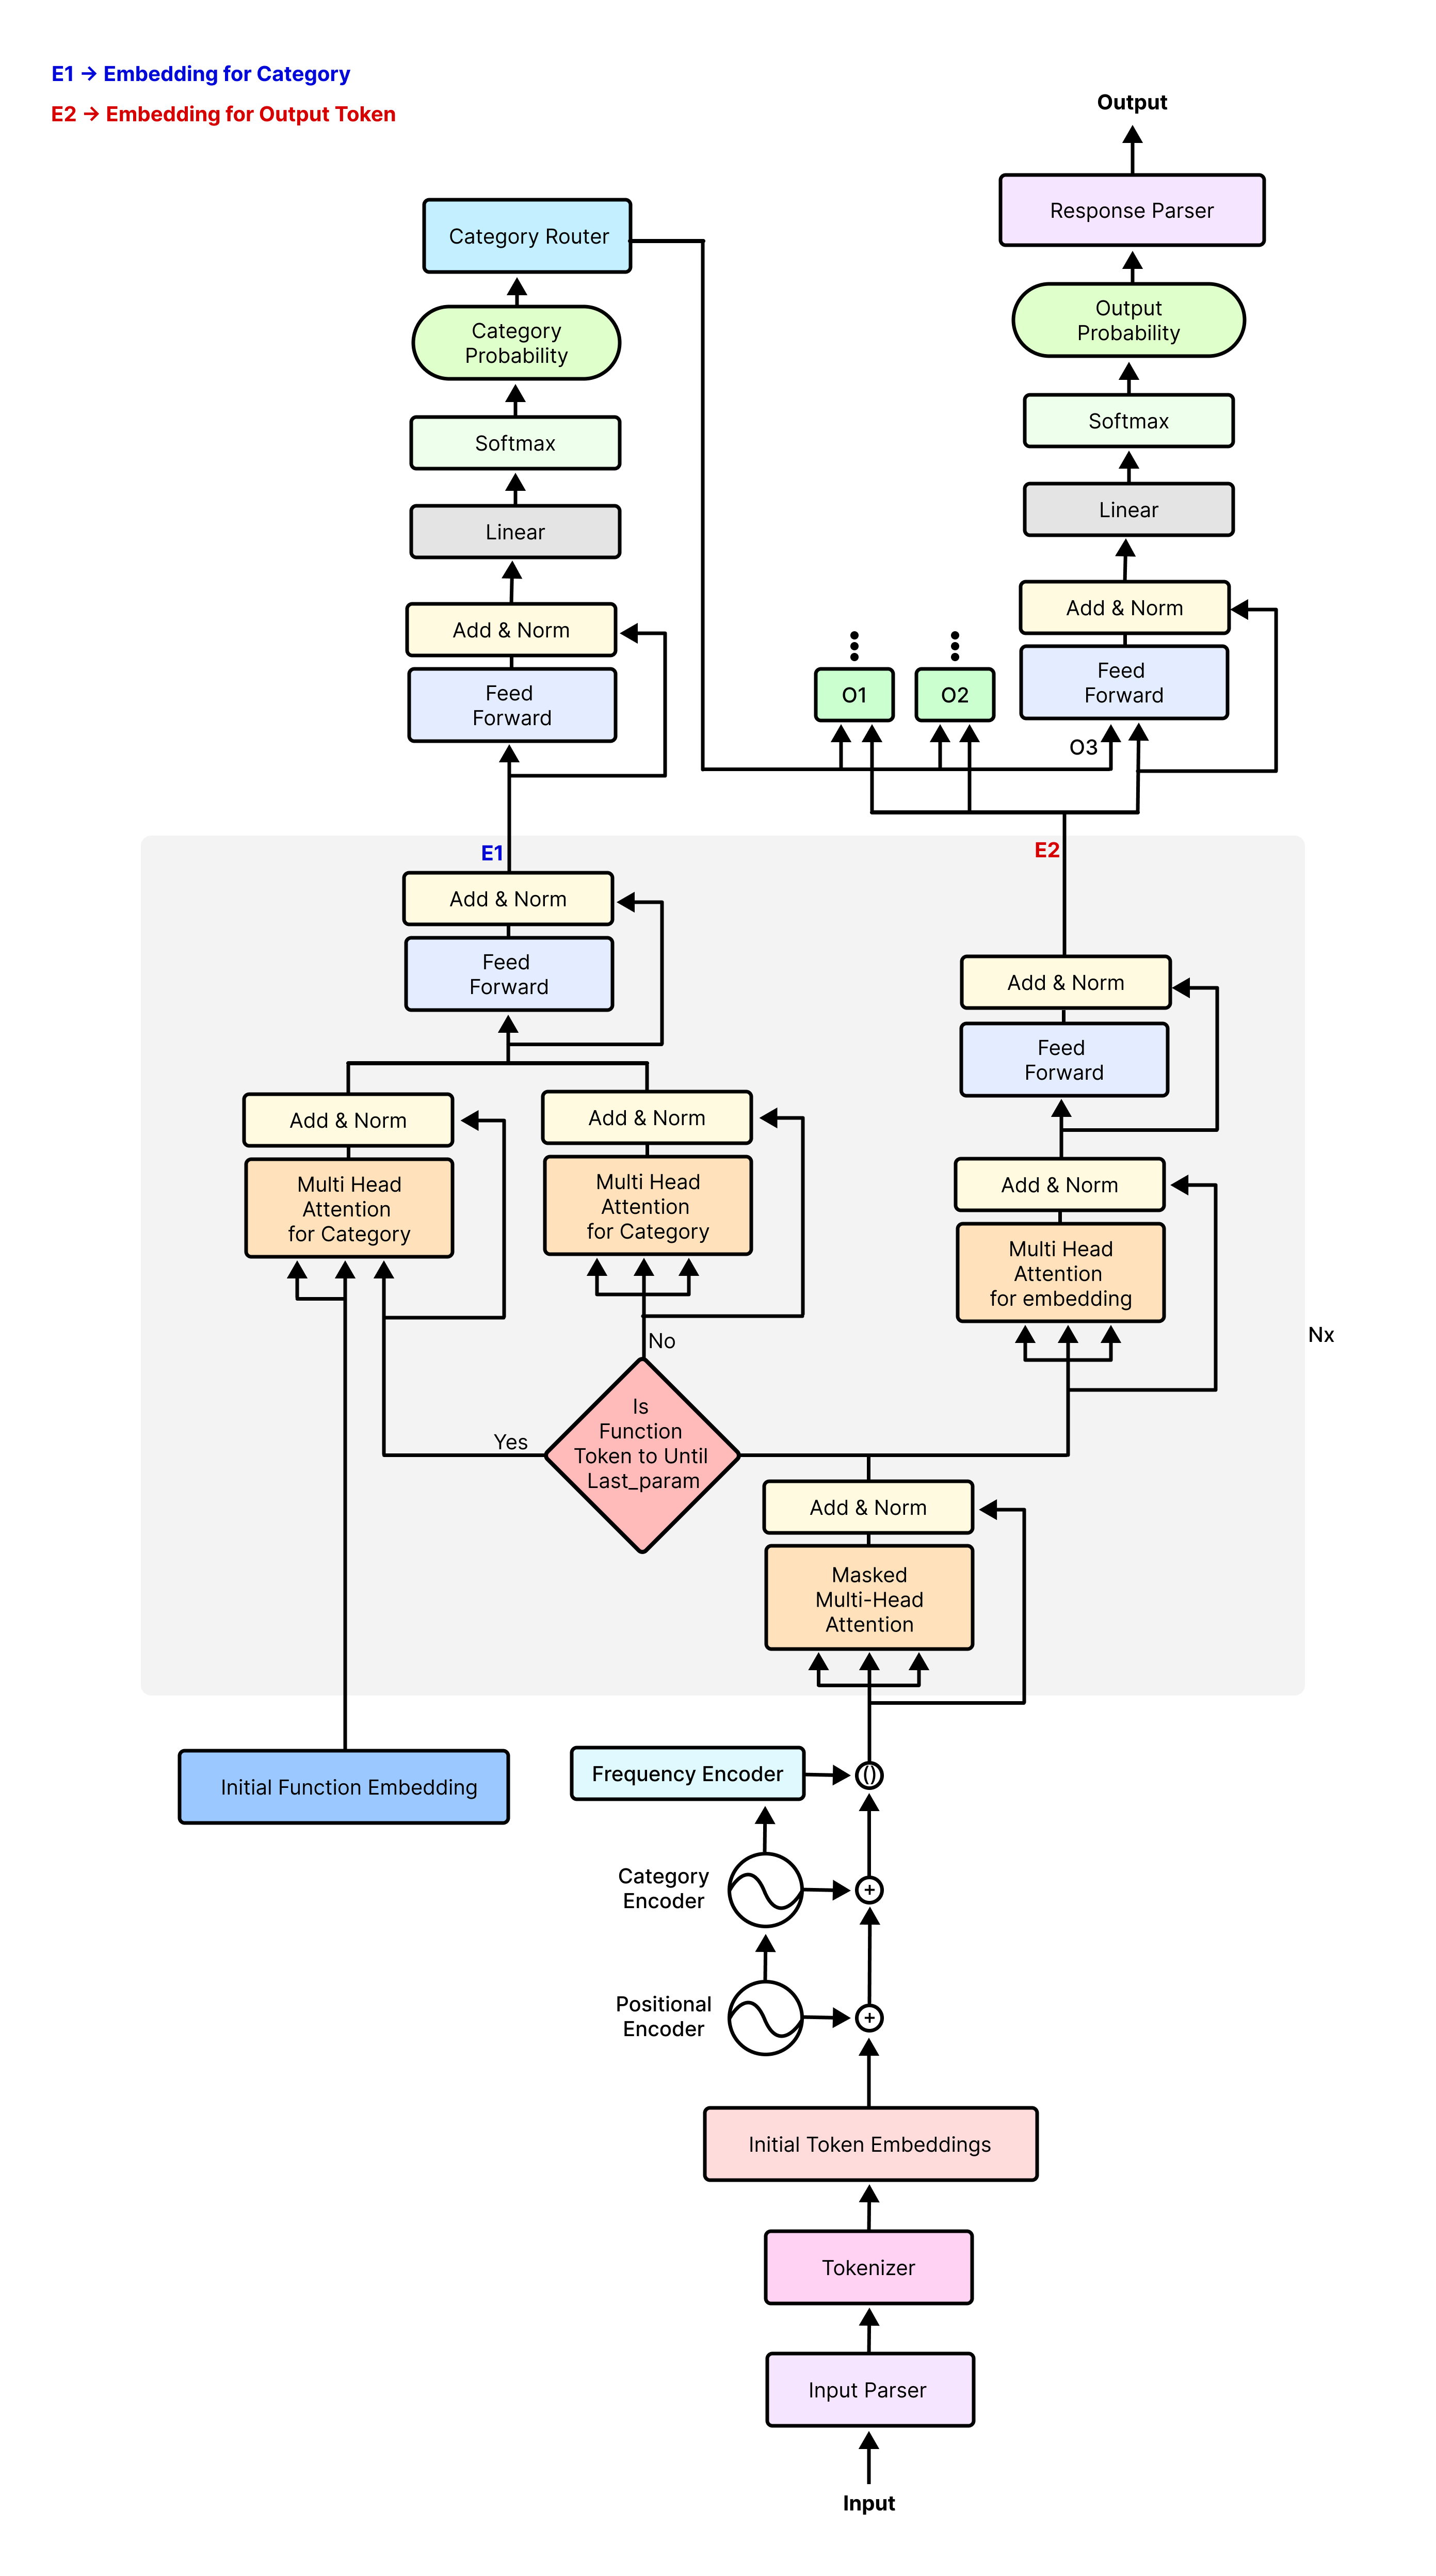 E1 → Embedding for Category
E2 → Embedding for Output Token
Output
Response Parser
Category Router
Output
Probability
Category
Probability
Softmax
Softmax
Linear
Linear
Add & Norm
Add & Norm
Feed
Forward
Feed
Forward
O1
O2
O3
E1
E2
Add & Norm
Feed
Forward
Add & Norm
Feed
Forward
Add & Norm
Add & Norm
Multi Head
Attention
for Category
Multi Head
Attention
for Category
Add & Norm
Multi Head
Attention
for embedding
Nx
No
Yes
Is
Function
Token to Until
Last_param
Add & Norm
Masked
Multi-Head
Attention
Initial Function Embedding
Frequency Encoder
()
Category
Encoder
+
Positional
Encoder
+
Initial Token Embeddings
Tokenizer
Input Parser
Input